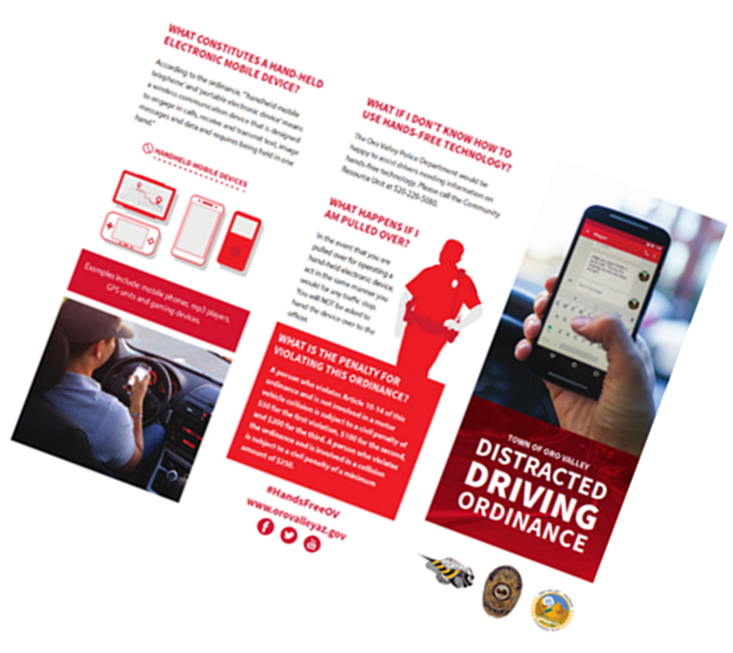 WHAT CONSTITUTES A HAND-HELD
ELECTRONIC MOBILE DEVICE?
According to the ordinance, "'handheld mobile
telephone' and 'portable electronic device' means
a wireless communication device that is designed
to engage in calls, receive and transmit text, image
messages and data and requires being held in one
hand."
HANDHELD MOBILE DEVICES
Examples include: mobile phones, mp3 players,
GPS units and gaming devices.
WHAT IF I DON'T KNOW HOW TO
USE HANDS-FREE TECHNOLOGY?
The Oro Valley Police Department would be
happy to assist drivers needing information on
hands-free technology. Please call the Community
Resource Unit at 520-229-5080.
WHAT HAPPENS IF I
AM PULLED OVER?
In the event that you are
pulled over for operating a
hand-held electronic device,
act in the same manner you
would for any traffic stop.
You will NOT be asked to
hand the device over to the
officer.
WHAT IS THE PENALTY FOR
VIOLATING THIS ORDINANCE?
A person who violates Article 10-14 of this
ordinance and is not involved in a motor
vehicle collision is subject to a civil penalty of
$50 for the first violation, $100 for the second,
and $200 for the third. A person who violates
the ordinance and is involved in a collision
is subject to a civil penalty of a maximum
amount of $250.
#HandsFreeOV
www.orovalleyaz.gov
TOWN OF ORO VALLEY
DISTRACTED
DRIVING
ORDINANCE